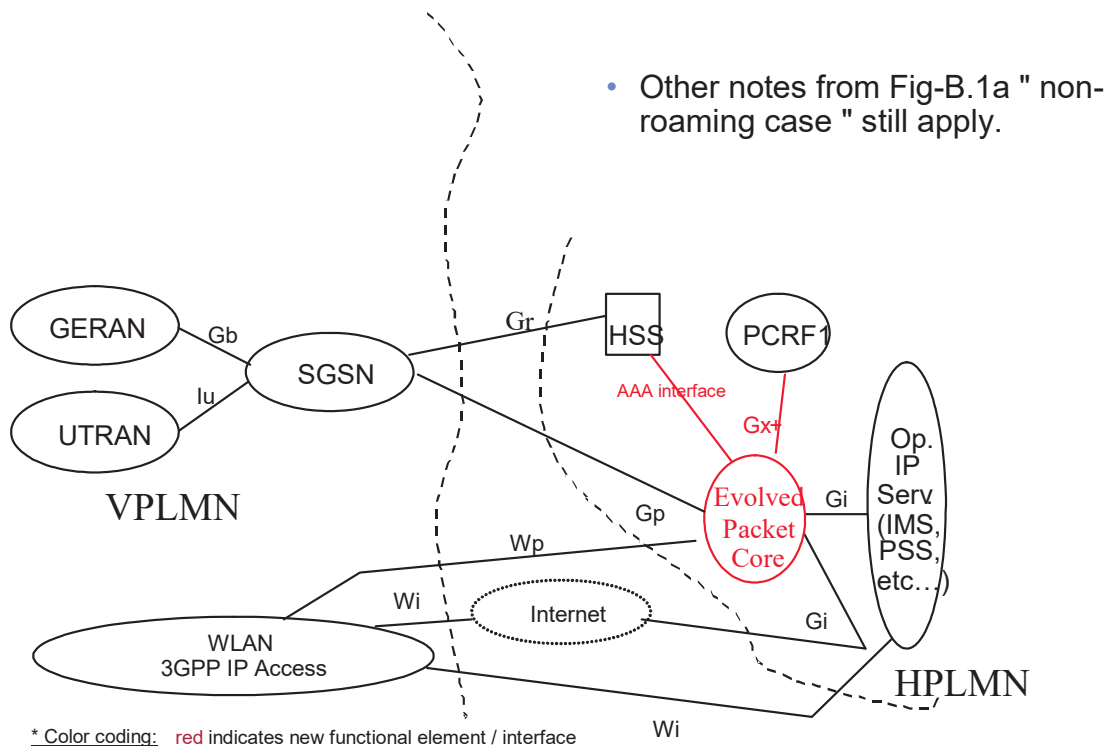 • Other notes from Fig-B.1a " non-
roaming case " still apply.
GERAN
Gb
Gr
HSS
PCRF1
SGSN
AAA interface
Iu
UTRAN
Gx+
Op.
IP
Serv.
(IMS,
PSS,
etc…)
VPLMN
Evolved
Packet
Core
Gi
Gp
Wp
Wi
Internet
Gi
WLAN
3GPP IP Access
HPLMN
Wi
* Color coding: red indicates new functional element / interface